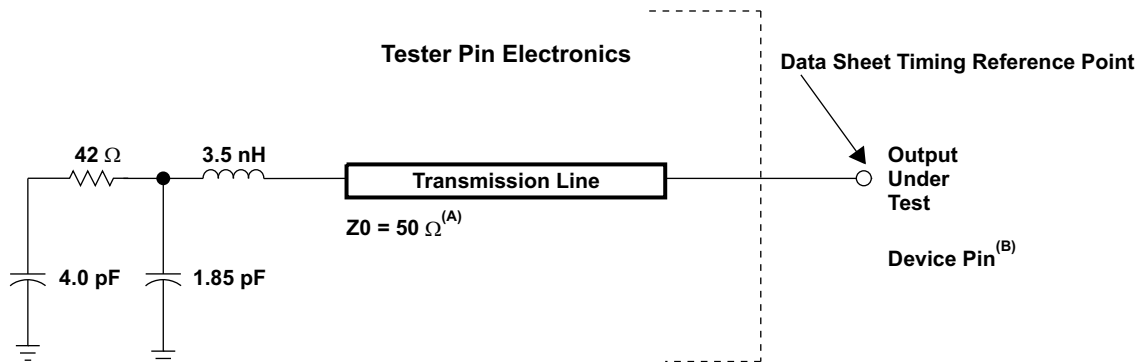 Tester Pin Electronics
Data Sheet Timing Reference Point
42 Ω
3.5 nH
Transmission Line
Output
Under
Test
Z0 = 50 Ω(A)
Device Pin(B)
4.0 pF
1.85 pF